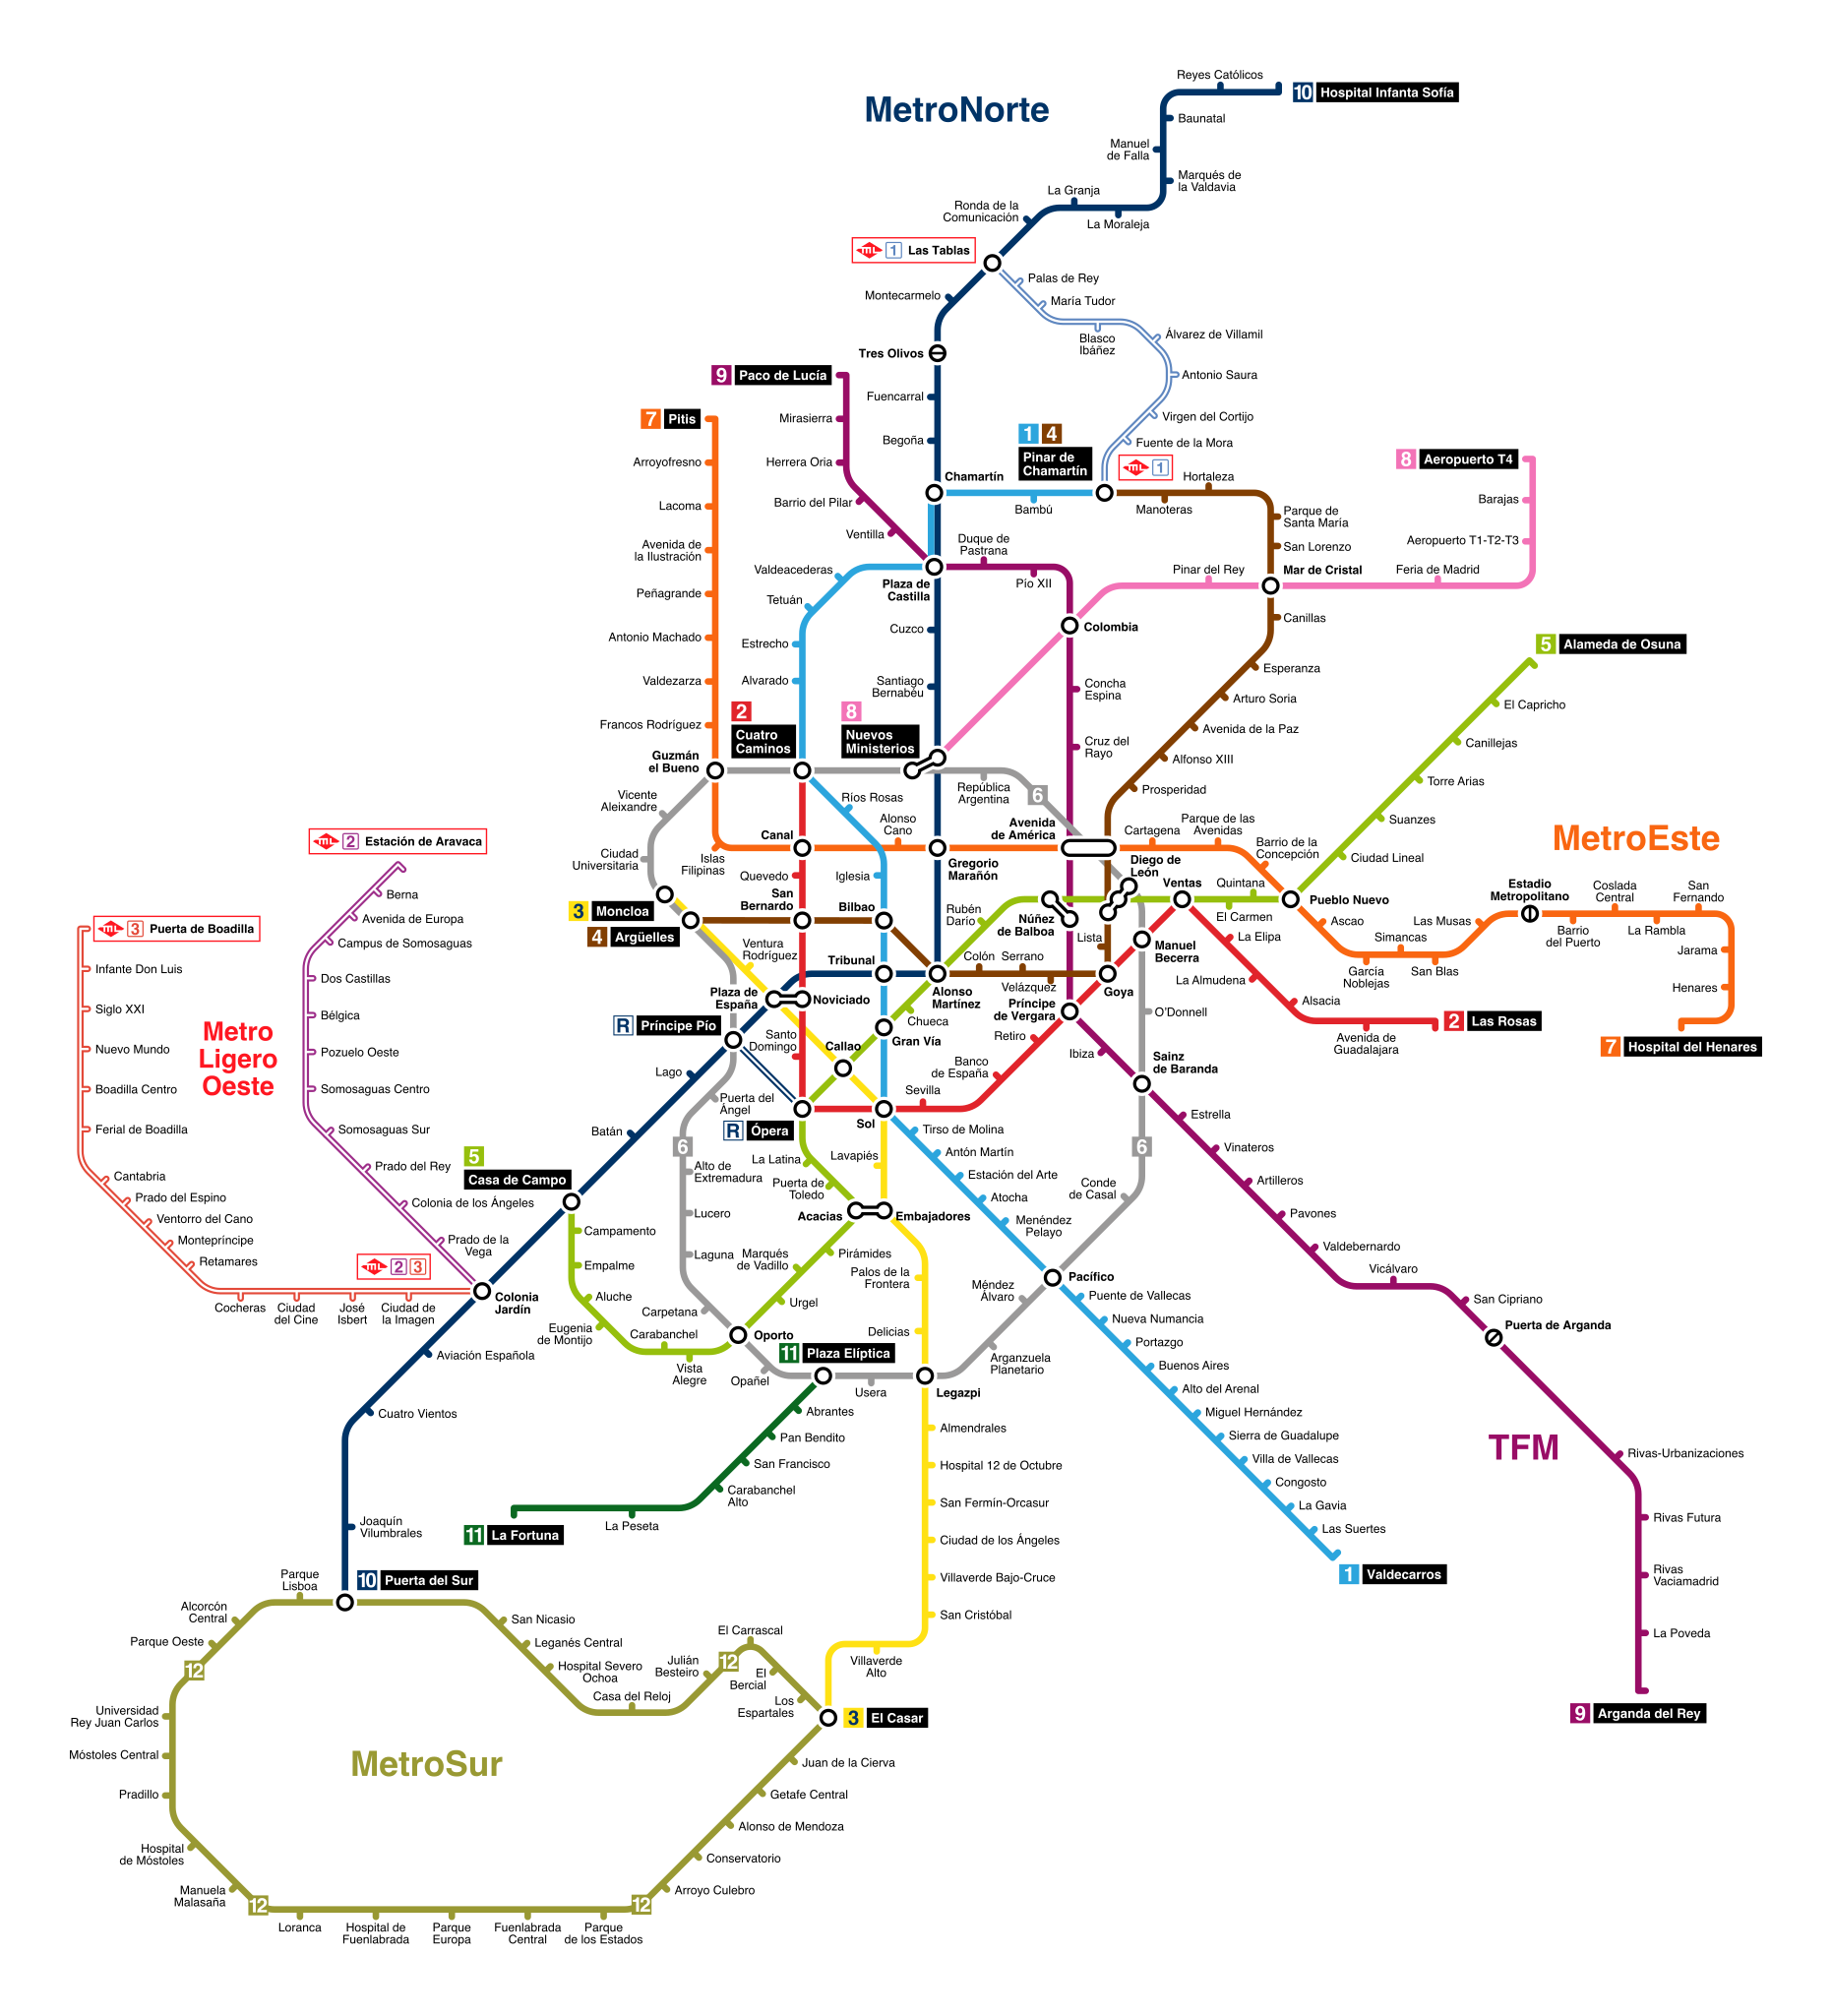 Reyes Católicos
10 Hospital Infanta Sofía
MetroNorte
Baunatal
Manuel
de Falla
Marqués de
la Valdavia
La Granja
Ronda de la
Comunicación
La Moraleja
mL 1 Las Tablas
Palas de Rey
Montecarmelo
María Tudor
Álvarez de Villamil
Blasco
Ibáñez
Tres Olivos
9 Paco de Lucía
Antonio Saura
Fuencarral
7 Pitis
Mirasierra
Virgen del Cortijo
1 4
Pinar de
Chamartín
Begoña
Fuente de la Mora
Arroyofresno
Herrera Oria
mL 1
8 Aeropuerto T4
Chamartín
Hortaleza
Barajas
Lacoma
Barrio del Pilar
Bambú
Manoteras
Parque de
Santa María
Ventilla
Duque de
Pastrana
Avenida de
la Ilustración
San Lorenzo
Aeropuerto T1-T2-T3
Valdeacederas
Plaza de
Castilla
Pío XII
Pinar del Rey
Mar de Cristal
Feria de Madrid
Peñagrande
Tetuán
Canillas
Cuzco
Colombia
Antonio Machado
Estrecho
5 Alameda de Osuna
Esperanza
Valdezarza
Alvarado
Santiago
Bernabéu
Concha
Espina
Arturo Soria
El Capricho
Francos Rodríguez
2
Cuatro
Caminos
8
Nuevos
Ministerios
Avenida de la Paz
Cruz del
Rayo
Canillejas
Guzmán
el Bueno
Alfonso XIII
Torre Arias
República
Argentina
6
Prosperidad
Vicente
Aleixandre
Ríos Rosas
Suanzes
Alonso
Cano
Avenida
de América
Cartagena
Parque de las
Avenidas
MetroEste
Canal
mL 2 Estación de Aravaca
Barrio de la
Concepción
Ciudad
Universitaria
Islas
Filipinas
Gregorio
Marañón
Diego de
León
Ciudad Lineal
Quevedo
Iglesia
Ventas
Quintana
Estadio
Metropolitano
Coslada
Central
San
Fernando
Berna
San
Bernardo
Bilbao
Rubén
Darío
Núñez
de Balboa
El Carmen
Pueblo Nuevo
3 Moncloa
Avenida de Europa
Ascao
Las Musas
mL 3 Puerta de Boadilla
4 Argüelles
Lista
La Elipa
Simancas
Barrio
del Puerto
La Rambla
Campus de Somosaguas
Ventura
Rodríguez
Manuel
Becerra
Jarama
Infante Don Luis
Tribunal
Colón
Serrano
García
Noblejas
San Blas
Dos Castillas
La Almudena
Velázquez
Goya
Henares
Plaza de
España
Noviciado
Alonso
Martínez
Alsacia
Siglo XXI
Príncipe
de Vergara
O'Donnell
Bélgica
R Príncipe Pío
Chueca
2 Las Rosas
Metro
Ligero
Oeste
Santo
Domingo
Callao
Gran Vía
Retiro
Avenida de
Guadalajara
7 Hospital del Henares
Nuevo Mundo
Pozuelo Oeste
Ibiza
Sainz
de Baranda
Lago
Banco
de España
Boadilla Centro
Somosaguas Centro
Sevilla
Puerta del
Ángel
Estrella
Ferial de Boadilla
Somosaguas Sur
Batán
R Ópera
Sol
Tirso de Molina
6
6
Vinateros
Lavapiés
Antón Martín
5
Casa de Campo
La Latina
Prado del Rey
Alto de
Extremadura
Estación del Arte
Cantabria
Puerta de
Toledo
Artilleros
Prado del Espino
Colonia de los Ángeles
Conde
de Casal
Atocha
Lucero
Acacias
Embajadores
Ventorro del Cano
Pavones
Campamento
Menéndez
Pelayo
Montepríncipe
Prado de la
Vega
Laguna
Marqués
de Vadillo
Pirámides
Valdebernardo
Retamares
mL 2 3
Empalme
Palos de la
Frontera
Vicálvaro
Pacífico
Méndez
Álvaro
Colonia
Jardín
Aluche
Puente de Vallecas
Cocheras
Ciudad
del Cine
José
Isbert
Ciudad de
la Imagen
Carpetana
Urgel
San Cipriano
Nueva Numancia
Eugenia
de Montijo
Carabanchel
Oporto
Delicias
Puerta de Arganda
Portazgo
Aviación Española
11 Plaza Elíptica
Arganzuela
Planetario
Vista
Alegre
Opañel
Buenos Aires
Usera
Legazpi
Alto del Arenal
Cuatro Vientos
Abrantes
Miguel Hernández
Almendrales
Pan Bendito
Sierra de Guadalupe
TFM
Rivas-Urbanizaciones
San Francisco
Hospital 12 de Octubre
Villa de Vallecas
Carabanchel
Alto
Congosto
San Fermín-Orcasur
La Gavia
Joaquín
Vilumbrales
La Peseta
Rivas Futura
11 La Fortuna
Ciudad de los Ángeles
Las Suertes
Parque
Lisboa
10 Puerta del Sur
Villaverde Bajo-Cruce
1 Valdecarros
Rivas
Vaciamadrid
Alcorcón
Central
San Nicasio
San Cristóbal
Parque Oeste
Leganés Central
El Carrascal
La Poveda
12
Hospital Severo
Ochoa
Julián
Besteiro
12
El
Bercial
Villaverde
Alto
Casa del Reloj
Los
Espartales
Universidad
Rey Juan Carlos
3 El Casar
9 Arganda del Rey
Móstoles Central
MetroSur
Juan de la Cierva
Pradillo
Getafe Central
Alonso de Mendoza
Hospital
de Móstoles
Conservatorio
Manuela
Malasaña
12
12
Arroyo Culebro
Loranca
Hospital de
Fuenlabrada
Parque
Europa
Fuenlabrada
Central
Parque
de los Estados